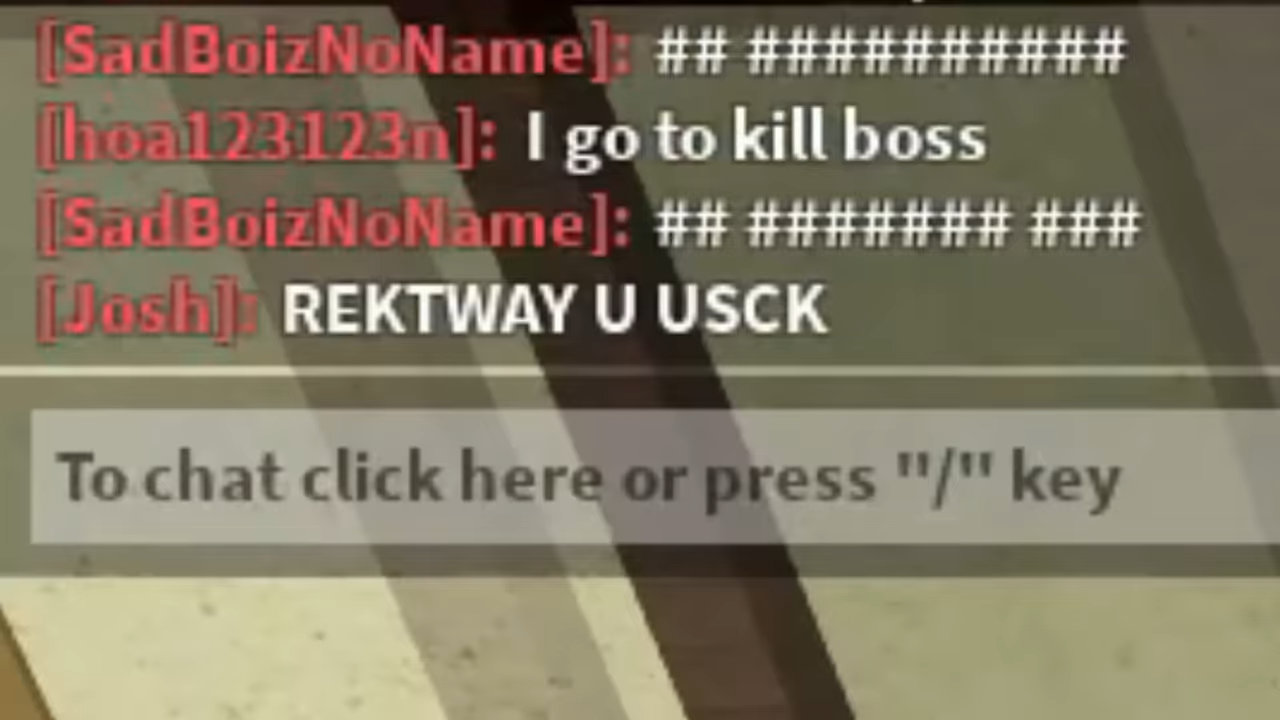 [SadBoizNoName]: ## ###########
[hoa123123n]: I go to kill boss
[SadBoizNoName]: ## ####### ###
[Josh]: REKTWAY U USCK
To chat click here or press "/" key